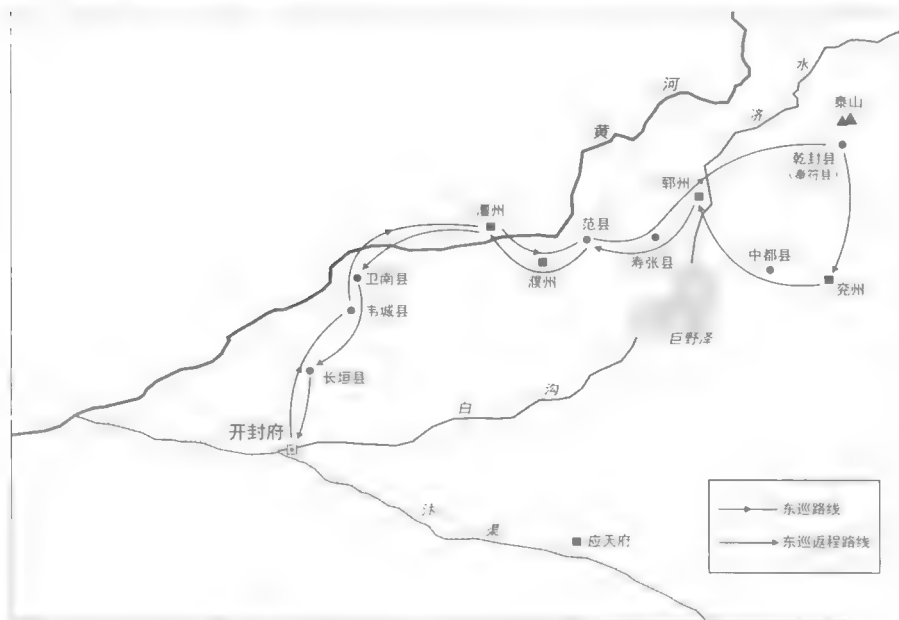 水
河
泰山
济
黄
乾封县
（奉符县）
郓州
澶州
范县
寿张县
中都县
濮州
卫南县
兖州
韦城县
巨野泽
长垣县
白
沟
开封府
汴
渠
应天府
东巡路线
东巡返程路线